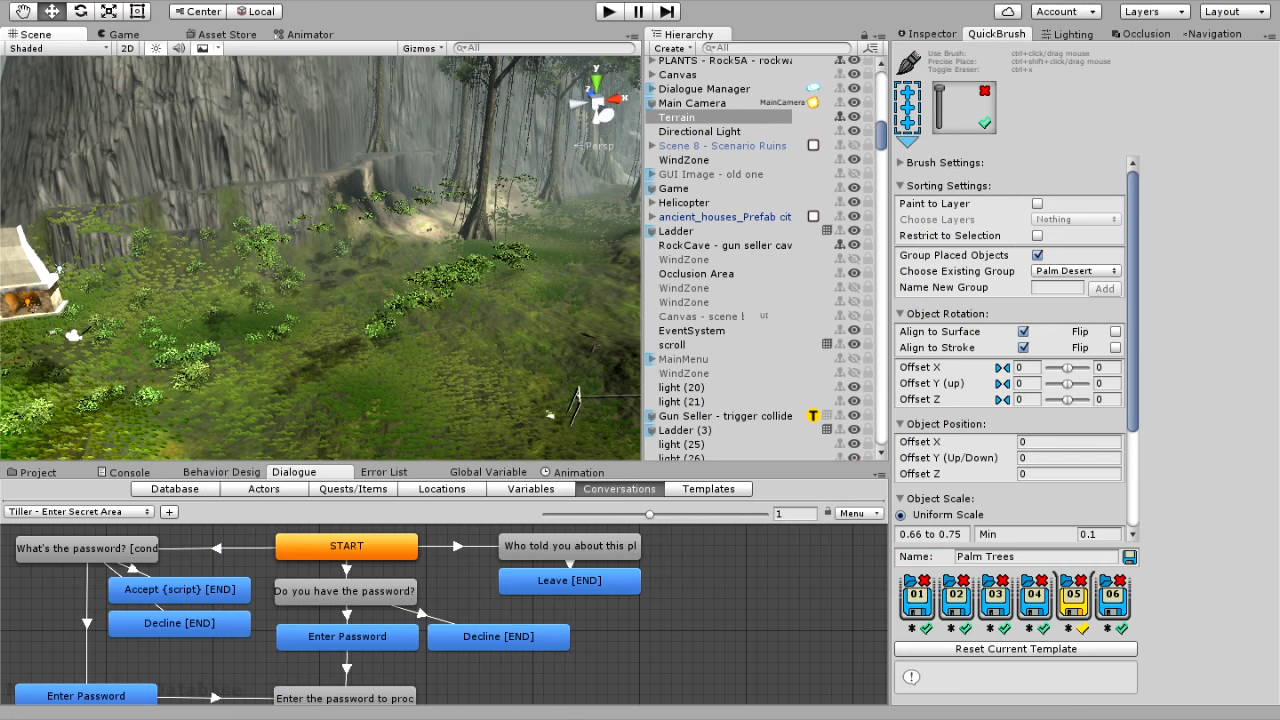 Center Local Account Layers Layout
Scene Game Asset Store Animator
Shaded 2D Gizmos All
y
x
z
Persp
Hierarchy
Create All
PLANTS - Rock5A - rockwa
Canvas
Dialogue Manager
Main Camera MainCamera
Terrain
Directional Light
Scene 8 - Scenario Ruins
WindZone
GUI Image - old one
Game
Helicopter
ancient_houses_Prefab cit
Ladder
RockCave - gun seller cav
WindZone
Occlusion Area
WindZone
WindZone
Canvas - scene l UI
EventSystem
scroll
MainMenu
WindZone
light (20)
light (21)
Gun Seller - trigger collide T
Ladder (3)
light (25)
light (26)
Inspector QuickBrush Lighting Occlusion Navigation
Use Brush: ctrl+click/drag mouse
Precise Place: ctrl+shift+click/drag mouse
Toggle Eraser: ctrl+x
Brush Settings:
Sorting Settings:
Paint to Layer
Choose Layers Nothing
Restrict to Selection
Group Placed Objects
Choose Existing Group Palm Desert
Name New Group Add
Object Rotation:
Align to Surface Flip
Align to Stroke Flip
Offset X 0 0
Offset Y (up) 0 0
Offset Z 0 0
Object Position:
Offset X 0
Offset Y (Up/Down) 0
Offset Z 0
Object Scale:
Uniform Scale
0.66 to 0.75 Min 0.1
Name: Palm Trees
01 02 03 04 05 06
Reset Current Template
Project Console Behavior Desig Dialogue Error List Global Variable Animation
Database Actors Quests/Items Locations Variables Conversations Templates
Tiller - Enter Secret Area + 1 Menu
What's the password? [cond START Who told you about this pl
Accept {script} [END] Do you have the password? Leave [END]
Decline [END] Enter Password Decline [END]
Enter Password Enter the password to proc